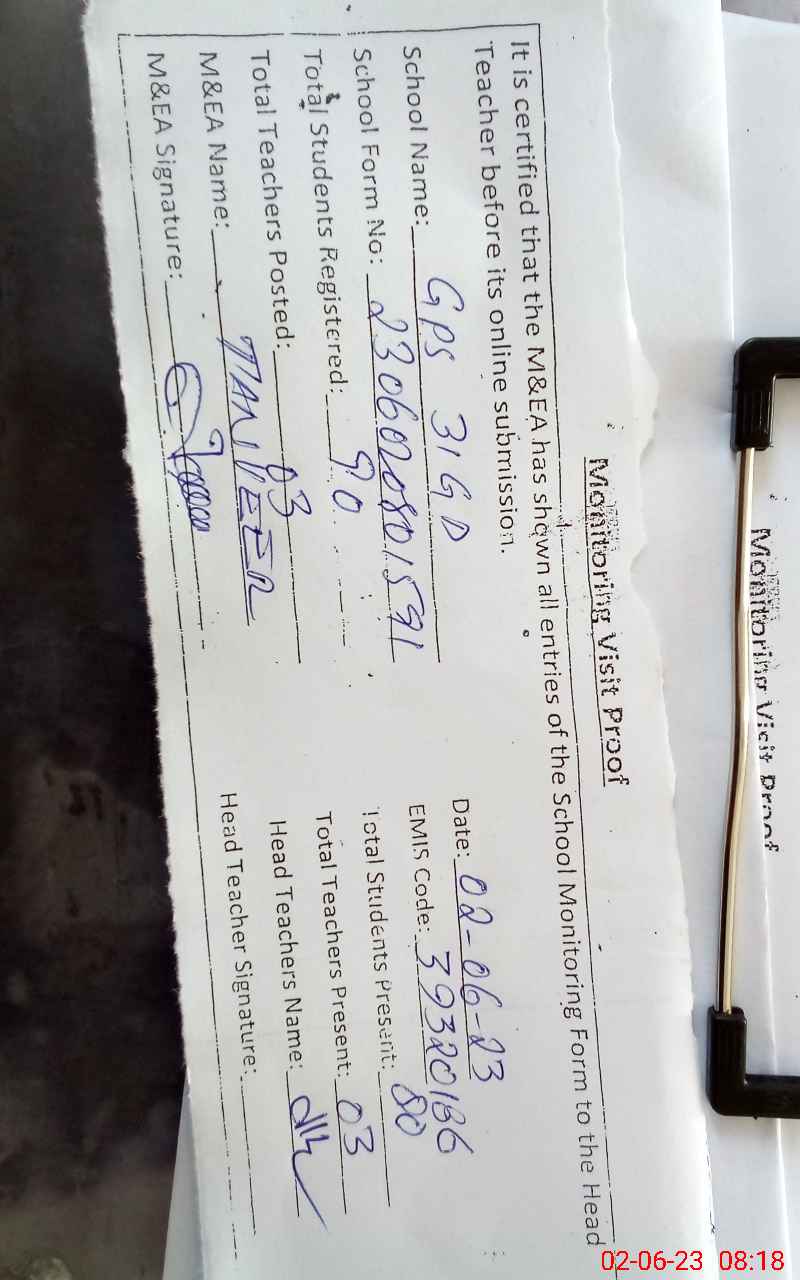 Monitoring Visit Proof
Monitoring Visit Proof
It is certified that the M&EA has shown all entries of the School Monitoring Form to the Head
Teacher before its online submission.
School Name: GPS 31GD
Date: 02-06-23
School Form No: 2306020801591
EMIS Code: 39320186
Total Students Registered: 90
Total Students Present: 80
Total Teachers Posted: 03
Total Teachers Present: 03
M&EA Name: TANVEER
Head Teachers Name:
M&EA Signature:
Head Teacher Signature:
02-06-23 08:18